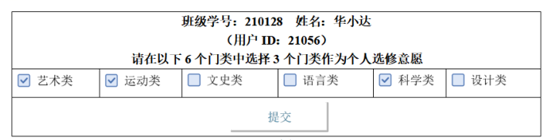 班级学号：210128 姓名：华小达
（用户 ID：21056）
请在以下 6 个门类中选择 3 个门类作为个人选修意愿
艺术类 运动类 文史类 语言类 科学类 设计类
提交